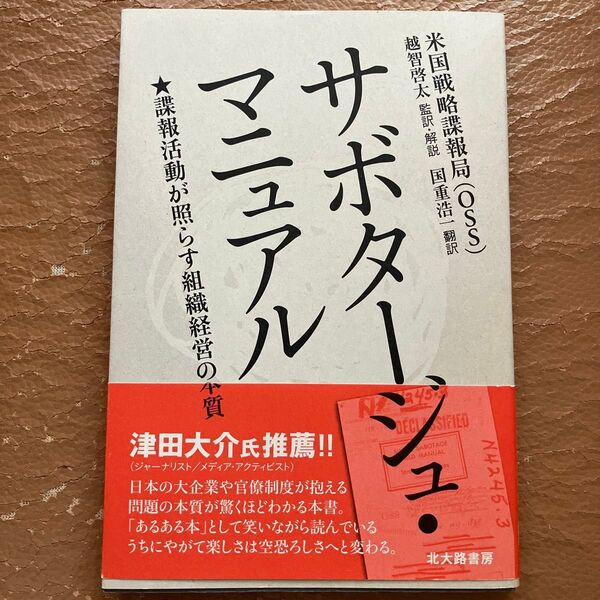 米国戦略諜報局(OSS)
越智啓太 監訳・解説 国重浩一 翻訳
サボタージュ・
マニュアル
★諜報活動が照らす組織経営の本質
津田大介氏推薦!!
(ジャーナリスト/メディア・アクティビスト)
日本の大企業や官僚制度が抱える
問題の本質が驚くほどわかる本書。
「あるある本」として笑いながら読んでいる
うちにやがて楽しさは空恐ろしさへと変わる。
DECLASSIFIED
SABOTAGE
FIELD MANUAL
N4245.3
北大路書房